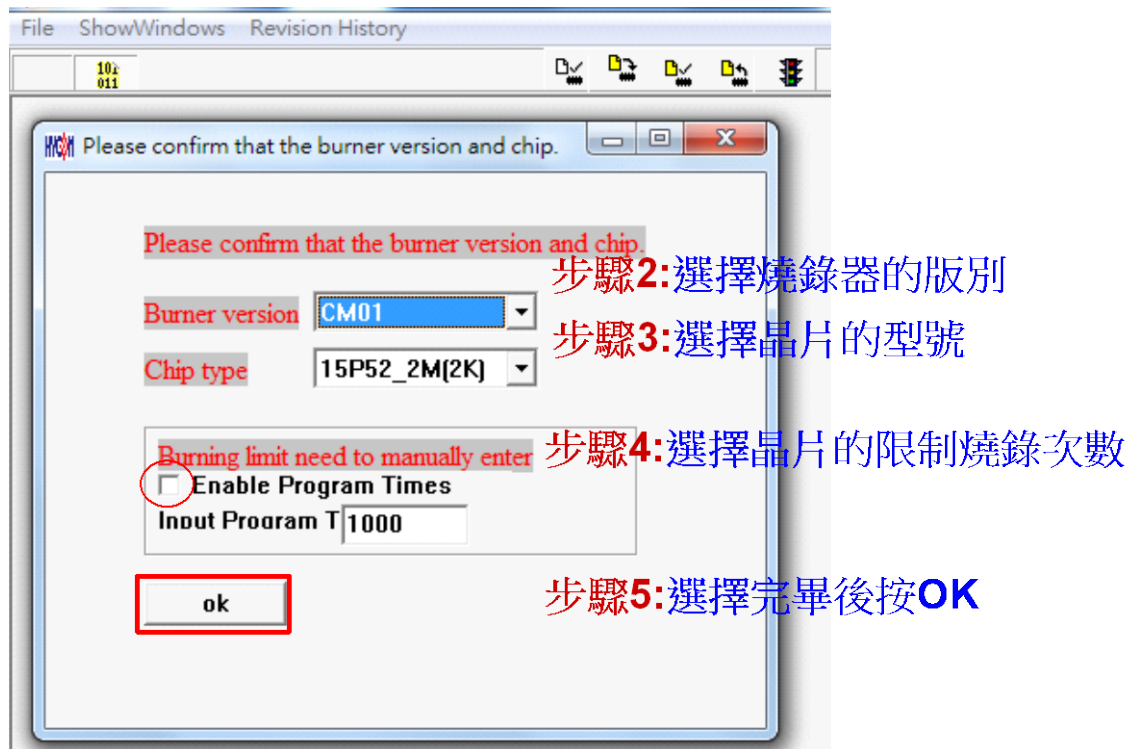 File ShowWindows Revision History
101
011
HYCON Please confirm that the burner version and chip.
Please confirm that the burner version and chip.
步驟2:選擇燒錄器的版別
Burner version CM01
步驟3:選擇晶片的型號
Chip type 15P52_2M(2K)
步驟4:選擇晶片的限制燒錄次數
Burning limit need to manually enter
Enable Program Times
Input Program T 1000
ok
步驟5:選擇完畢後按OK